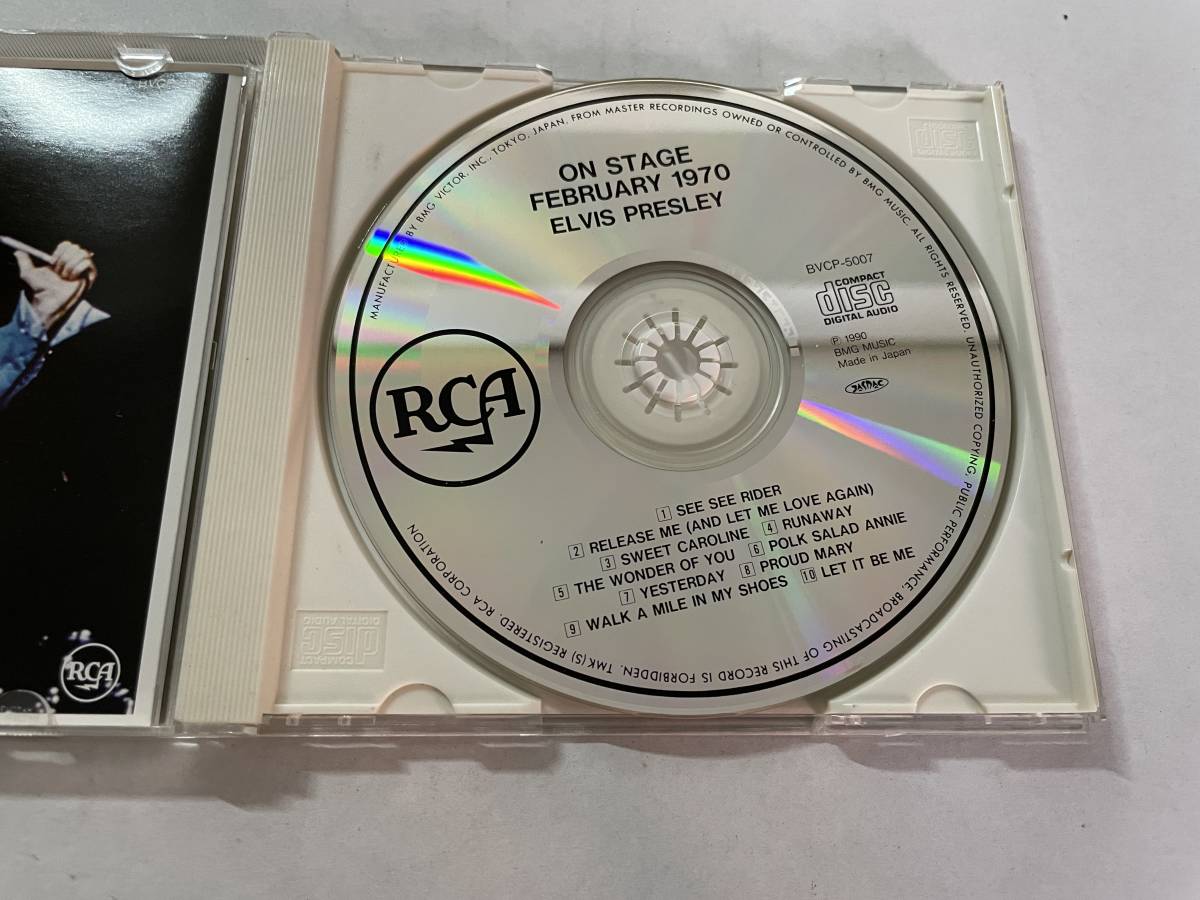 ON STAGE
FEBRUARY 1970
ELVIS PRESLEY
MANUFACTURED BY BMG VICTOR, INC., TOKYO, JAPAN, FROM MASTER RECORDINGS OWNED OR CONTROLLED BY BMG MUSIC. ALL RIGHTS RESERVED. UNAUTHORIZED COPYING, PUBLIC PERFORMANCE, BROADCASTING OF THIS RECORD IS FORBIDDEN. TMK(S) REGISTERED. RCA CORPORATION
BVCP-5007
COMPACT
disc
DIGITAL AUDIO
Ⓟ 1990
BMG MUSIC
Made in Japan
JASRAC
RCA
1 SEE SEE RIDER
2 RELEASE ME (AND LET ME LOVE AGAIN)
3 SWEET CAROLINE 4 RUNAWAY
5 THE WONDER OF YOU 6 POLK SALAD ANNIE
7 YESTERDAY 8 PROUD MARY
9 WALK A MILE IN MY SHOES 10 LET IT BE ME
RCA
COMPACT
disc
DIGITAL AUDIO
COMPACT
disc
DIGITAL AUDIO